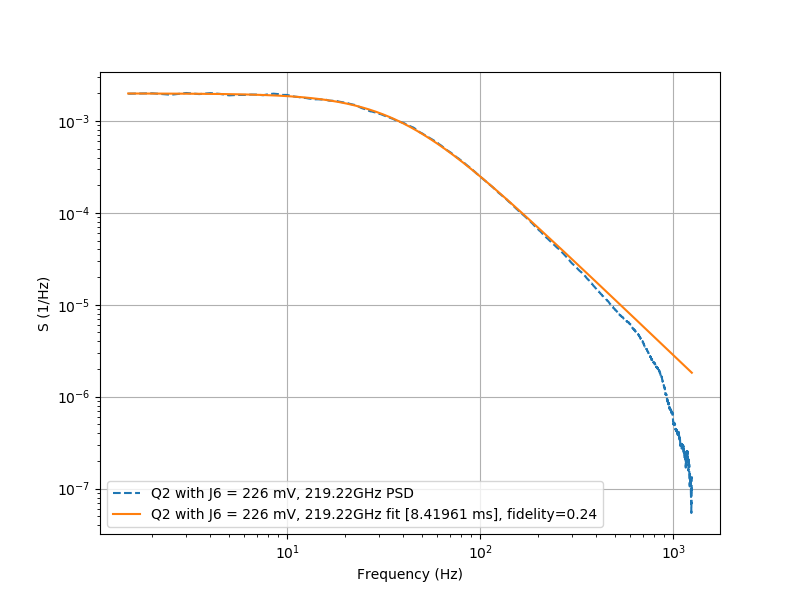 10⁻³
10⁻⁴
10⁻⁵
10⁻⁶
10⁻⁷
S (1/Hz)
Q2 with J6 = 226 mV, 219.22GHz PSD
Q2 with J6 = 226 mV, 219.22GHz fit [8.41961 ms], fidelity=0.24
10¹ 10² 10³
Frequency (Hz)